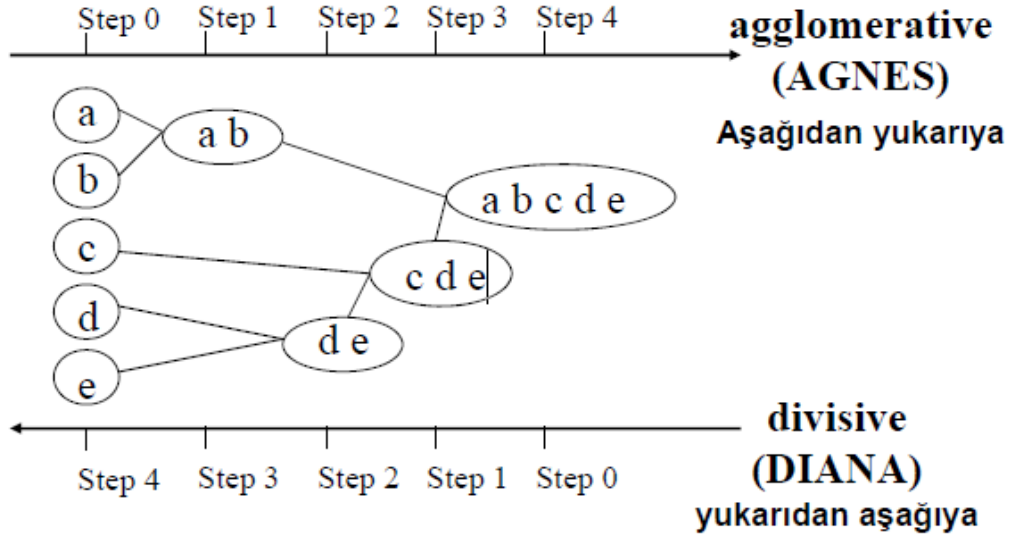 Step 0 Step 1 Step 2 Step 3 Step 4
agglomerative
(AGNES)
Aşağıdan yukarıya
a
a b
b
a b c d e
c
c d e
d
d e
e
divisive
(DIANA)
yukarıdan aşağıya
Step 4 Step 3 Step 2 Step 1 Step 0